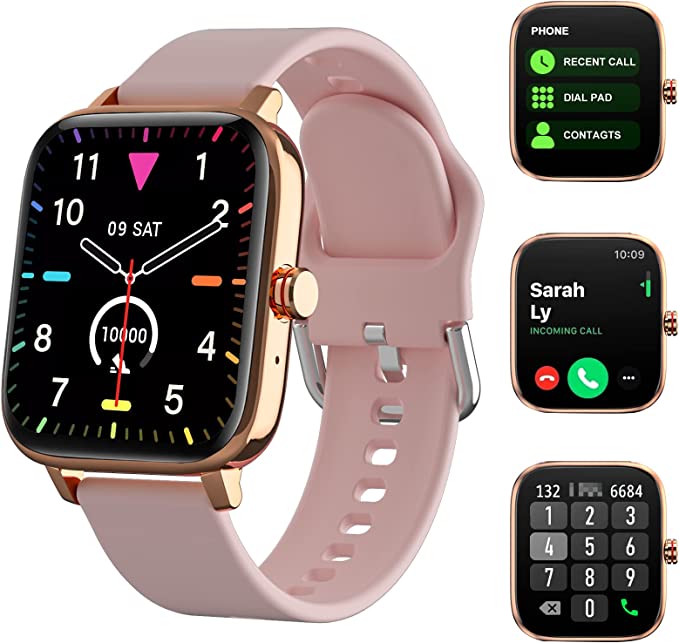 11
10
2
09 SAT
10000
4
8
7
5
PHONE
RECENT CALL
DIAL PAD
CONTAGTS
10:09
Sarah
Ly
INCOMING CALL
132 6684
1 2 3
4 5 6
7 8 9
0